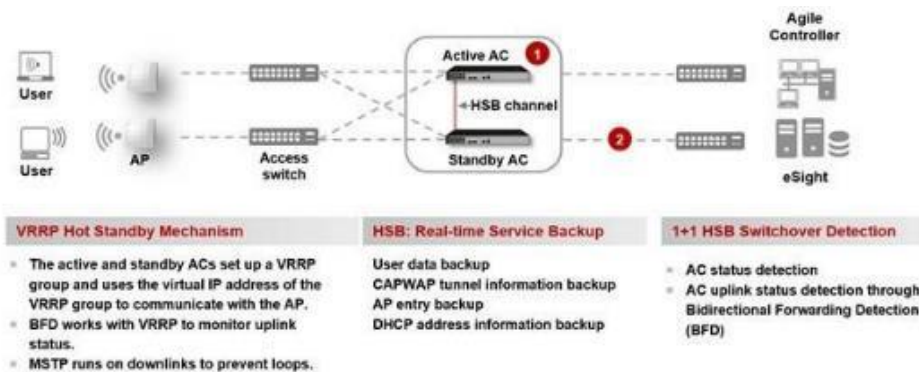 Agile
Controller
Active AC
1
User
HSB channel
2
User
AP
Access
switch
Standby AC
eSight
VRRP Hot Standby Mechanism
The active and standby ACs set up a VRRP
group and uses the virtual IP address of the
VRRP group to communicate with the AP.
BFD works with VRRP to monitor uplink
status.
MSTP runs on downlinks to prevent loops.
HSB: Real-time Service Backup
User data backup
CAPWAP tunnel information backup
AP entry backup
DHCP address information backup
1+1 HSB Switchover Detection
AC status detection
AC uplink status detection through
Bidirectional Forwarding Detection
(BFD)